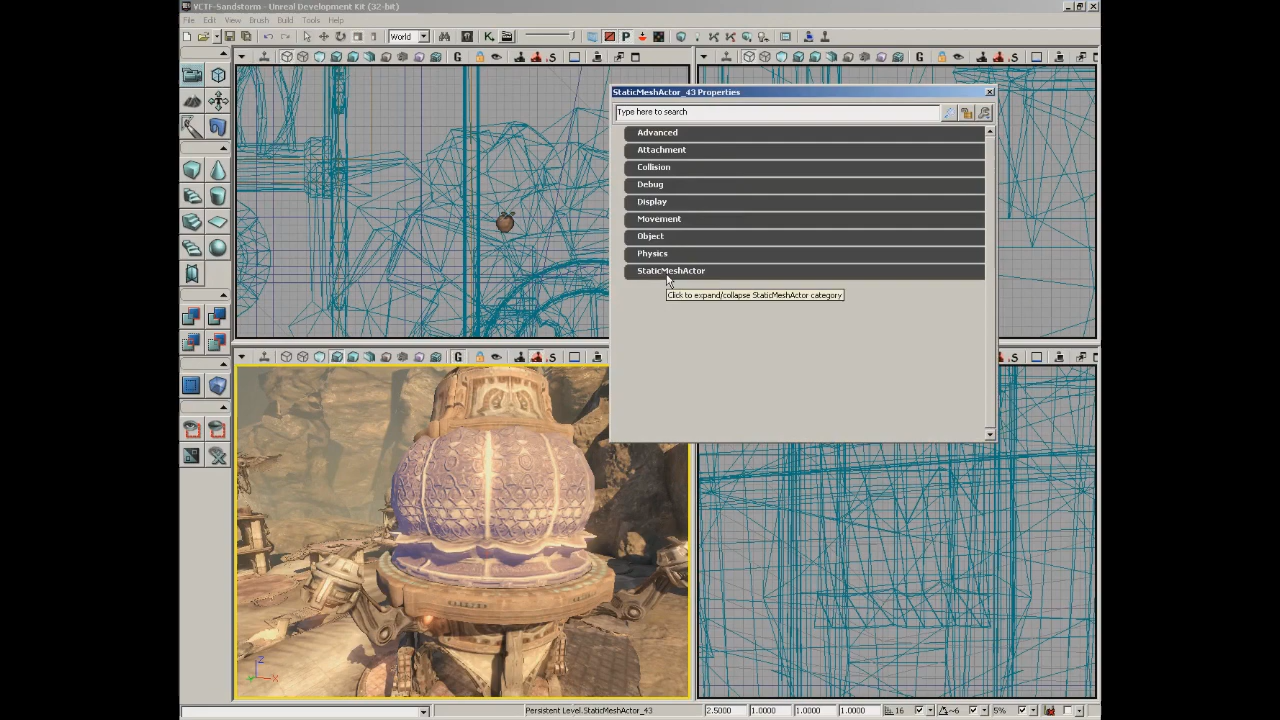 VCTF-Sandstorm - Unreal Development Kit (32-bit)
File Edit View Brush Build Tools Help
World
G
P
S
G
S
StaticMeshActor_43 Properties
Type here to search
Advanced
Attachment
Collision
Debug
Display
Movement
Object
Physics
StaticMeshActor
Click to expand/collapse StaticMeshActor category
G
S
S
Z
X
Persistent Level.StaticMeshActor_43
2.5000
1.0000
1.0000
1.0000
16
~6
5%